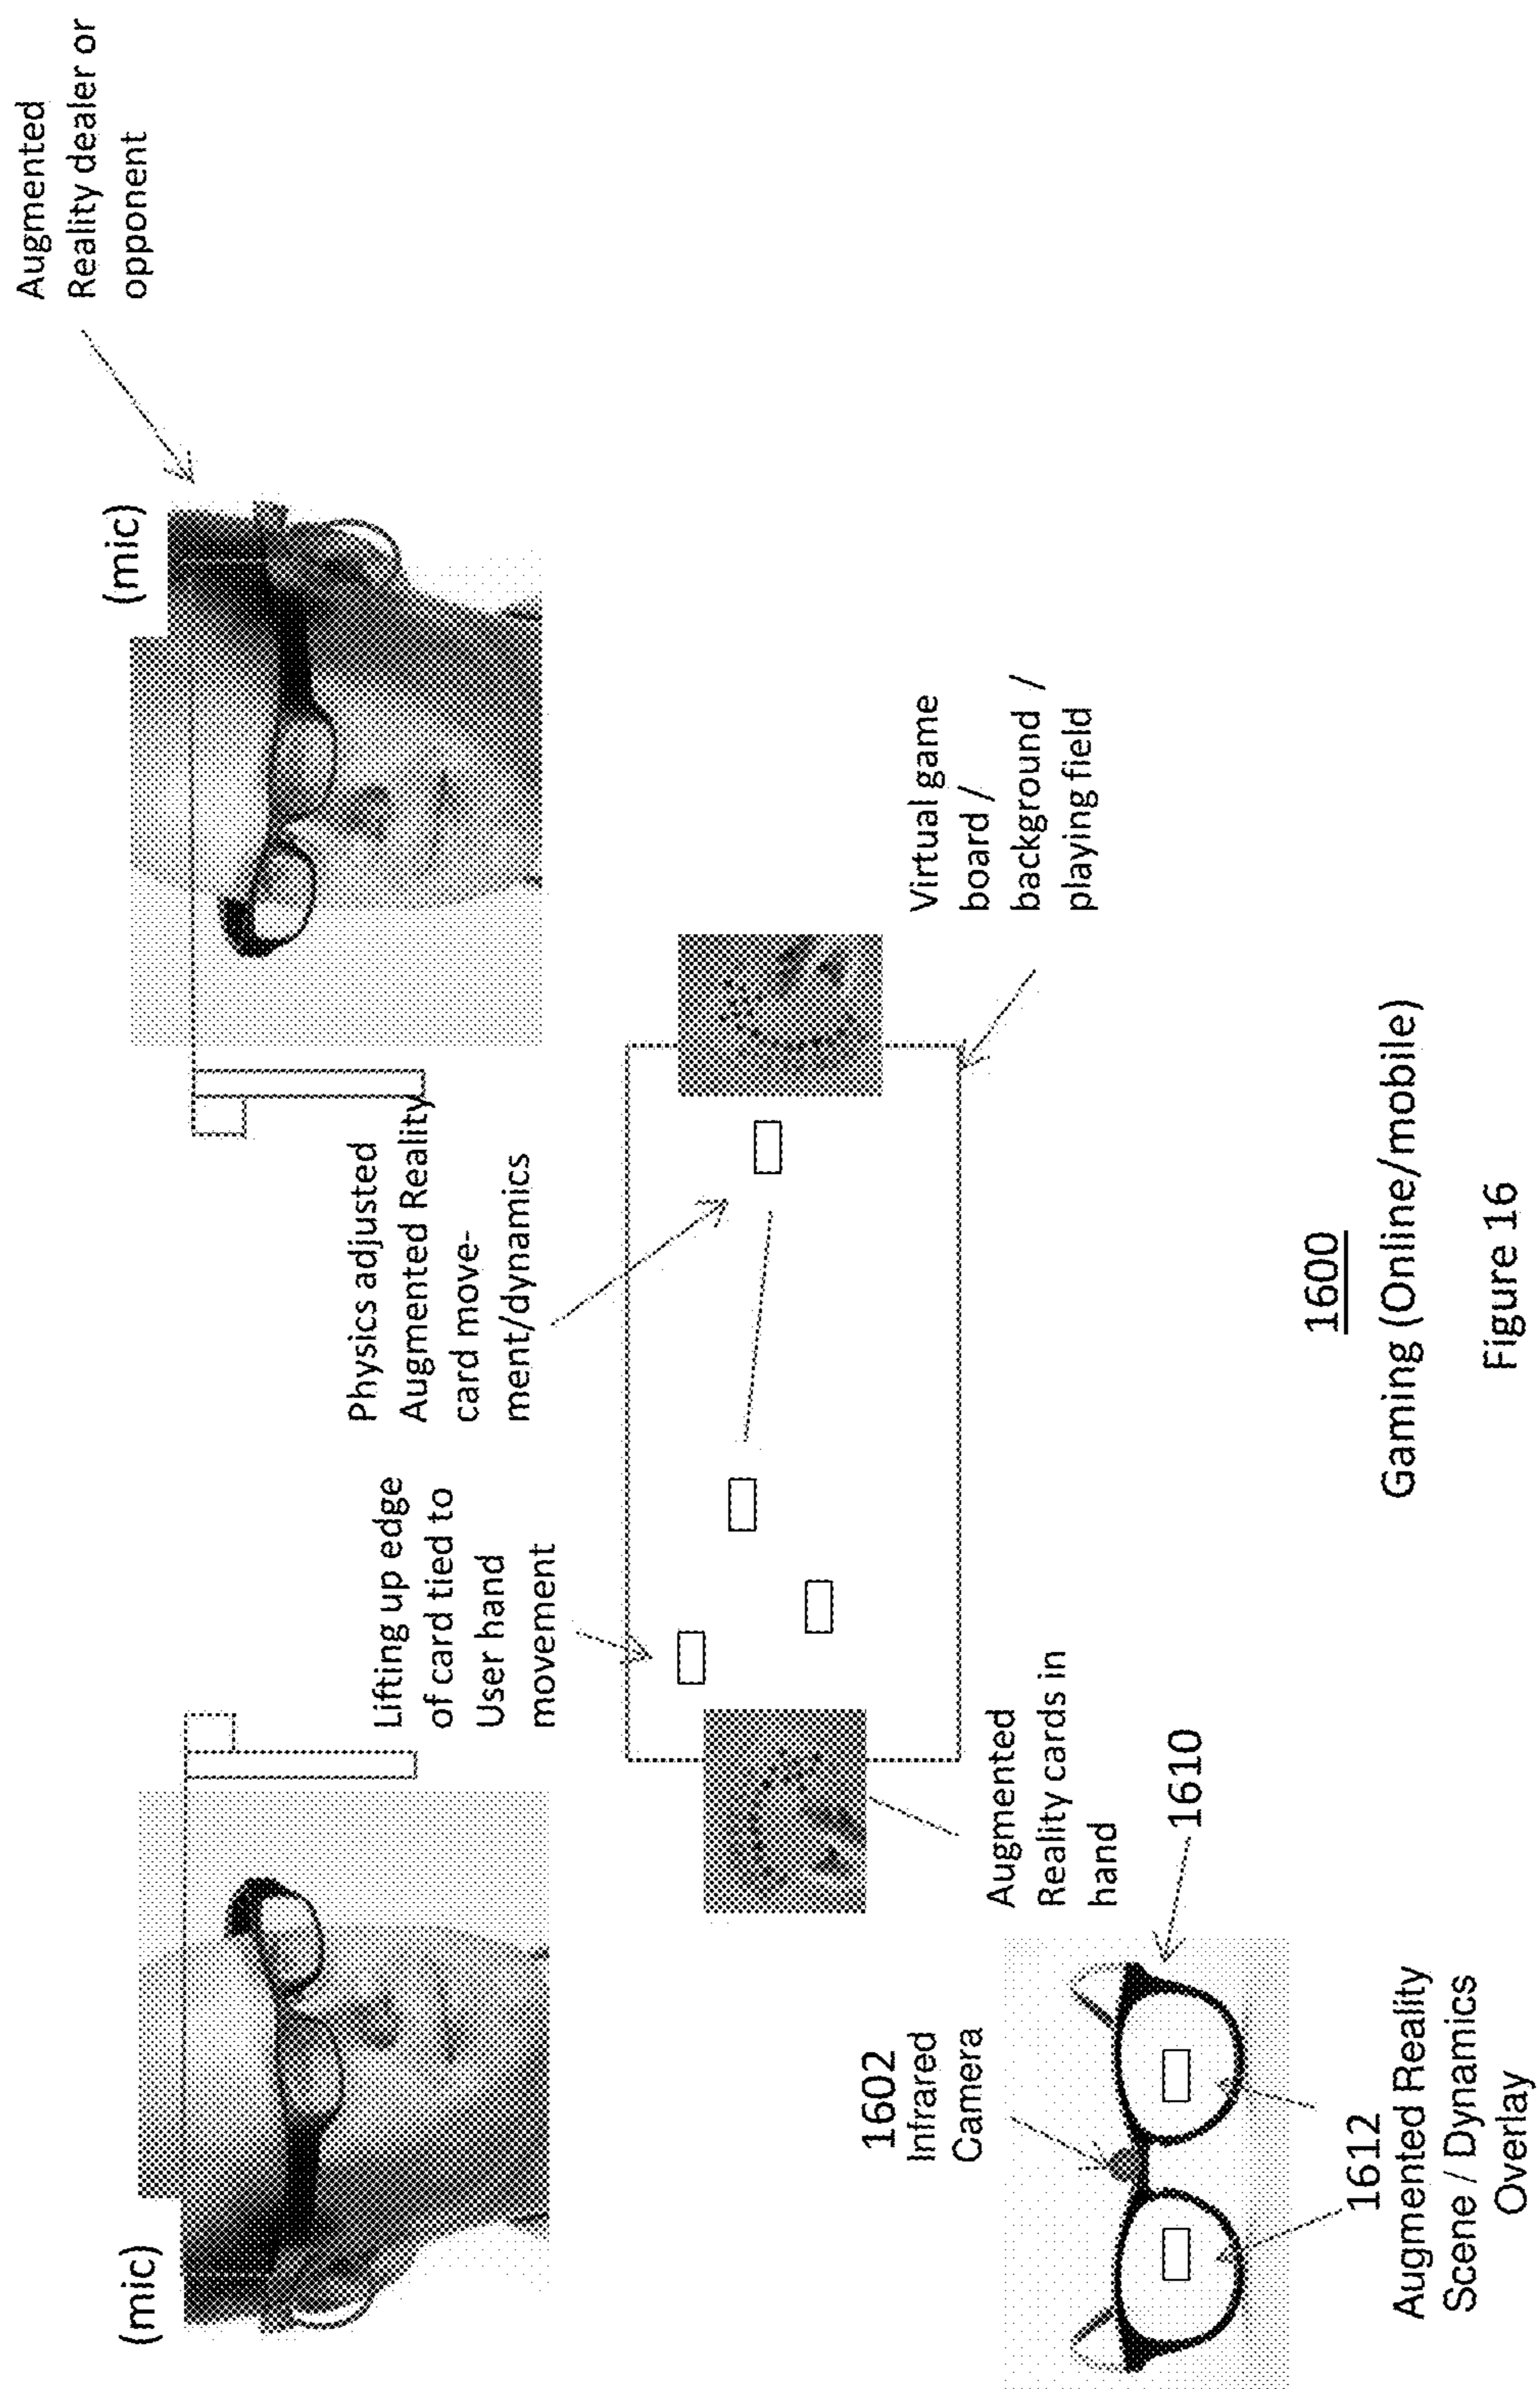 (mic)
(mic)
Augmented
Reality dealer or
opponent
Lifting up edge
of card tied to
User hand
movement
Physics adjusted
Augmented Reality
card move-
ment/dynamics
Augmented
Reality cards in
hand
Virtual game
board /
background /
playing field
1602
Infrared
Camera
1610
1612
Augmented Reality
Scene / Dynamics
Overlay
1600
Gaming (Online/mobile)
Figure 16